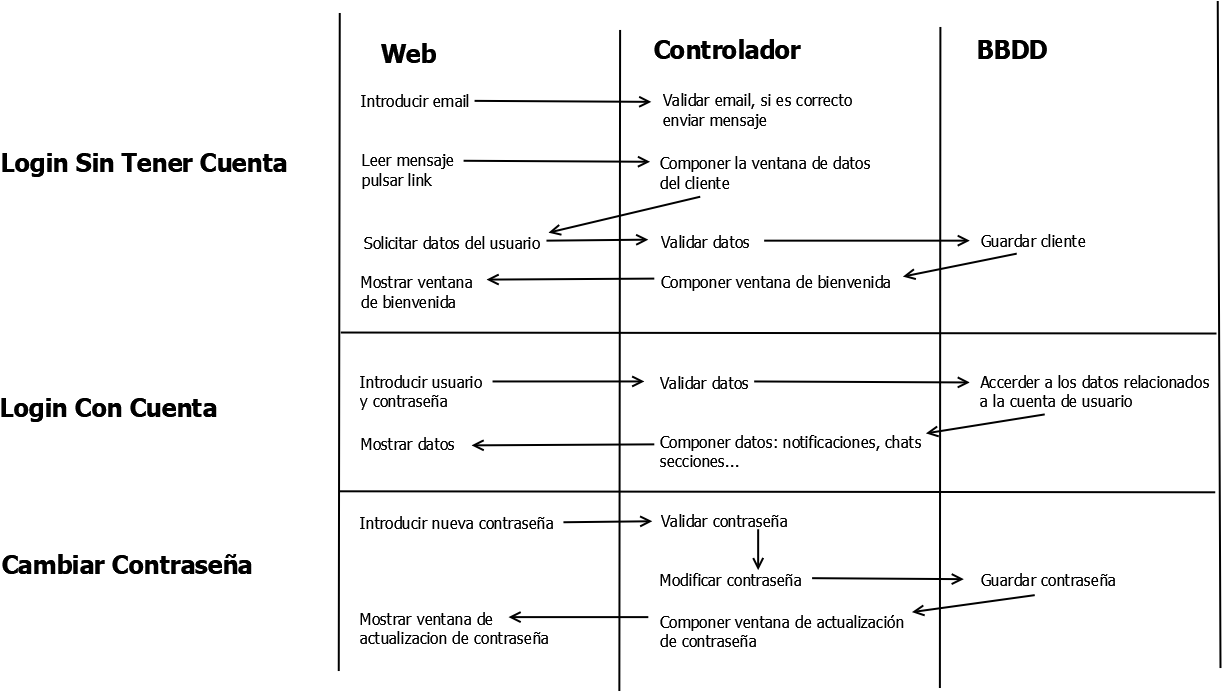 Web
Controlador
BBDD
Login Sin Tener Cuenta
Introducir email
Validar email, si es correcto
enviar mensaje
Leer mensaje
pulsar link
Componer la ventana de datos
del cliente
Solicitar datos del usuario
Validar datos
Guardar cliente
Mostrar ventana
de bienvenida
Componer ventana de bienvenida
Login Con Cuenta
Introducir usuario
y contraseña
Validar datos
Accerder a los datos relacionados
a la cuenta de usuario
Mostrar datos
Componer datos: notificaciones, chats
secciones...
Cambiar Contraseña
Introducir nueva contraseña
Validar contraseña
Modificar contraseña
Guardar contraseña
Mostrar ventana de
actualizacion de contraseña
Componer ventana de actualización
de contraseña